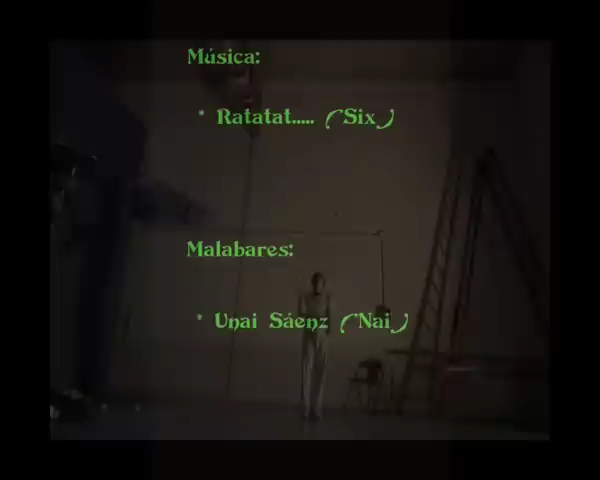 Música:
* Ratatat..... (Six)
Malabares:
* Unai Sáenz (Nai)